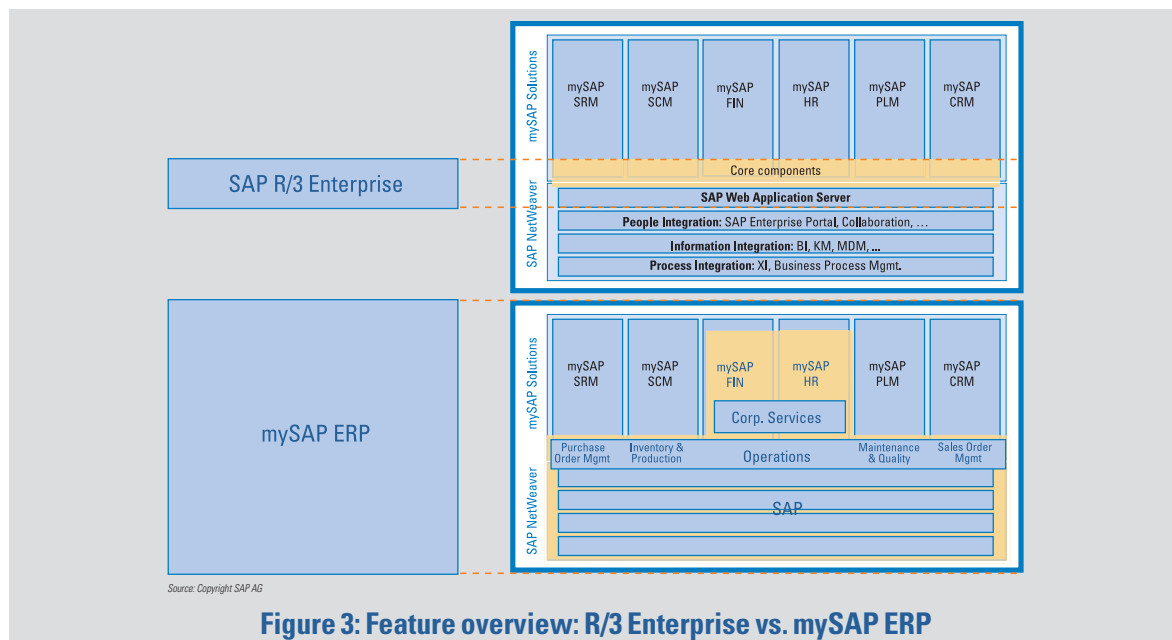 mySAP Solutions
mySAP
SRM
mySAP
SCM
mySAP
FIN
mySAP
HR
mySAP
PLM
mySAP
CRM
SAP R/3 Enterprise
Core components
SAP NetWeaver
SAP Web Application Server
People Integration: SAP Enterprise Portal, Collaboration, …
Information Integration: BI, KM, MDM, ...
Process Integration: XI, Business Process Mgmt.
mySAP ERP
mySAP Solutions
mySAP
SRM
mySAP
SCM
mySAP
FIN
mySAP
HR
mySAP
PLM
mySAP
CRM
Corp. Services
Purchase
Order Mgmt
Inventory &
Production
Operations
Maintenance
& Quality
Sales Order
Mgmt
SAP NetWeaver
SAP
Source: Copyright SAP AG
Figure 3: Feature overview: R/3 Enterprise vs. mySAP ERP